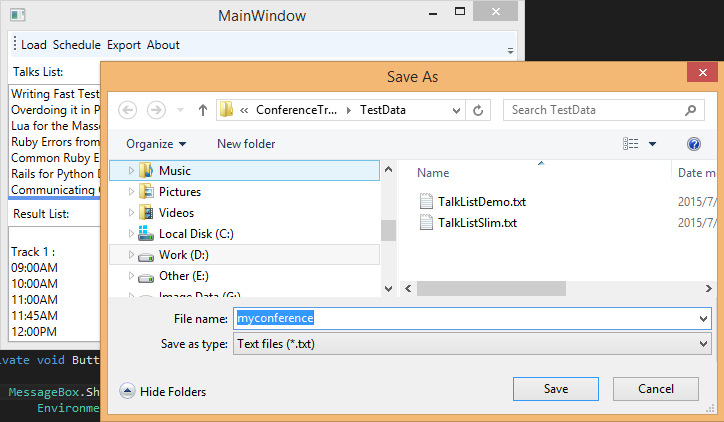 MainWindow
Load Schedule Export About
Talks List:
Writing Fast Test
Overdoing it in P
Lua for the Masse
Ruby Errors from
Common Ruby E
Rails for Python D
Communicating
Result List:
Track 1 :
09:00AM
10:00AM
11:00AM
11:45AM
12:00PM
vate void Butt
MessageBox.Sh
Environme
Save As
« ConferenceTr... TestData
Search TestData
Organize New folder
Music
Pictures
Videos
Local Disk (C:)
Work (D:)
Other (E:)
Image Data (G:)
Name Date m
TalkListDemo.txt 2015/7/
TalkListSlim.txt 2015/7/
File name: myconference
Save as type: Text files (*.txt)
Hide Folders Save Cancel